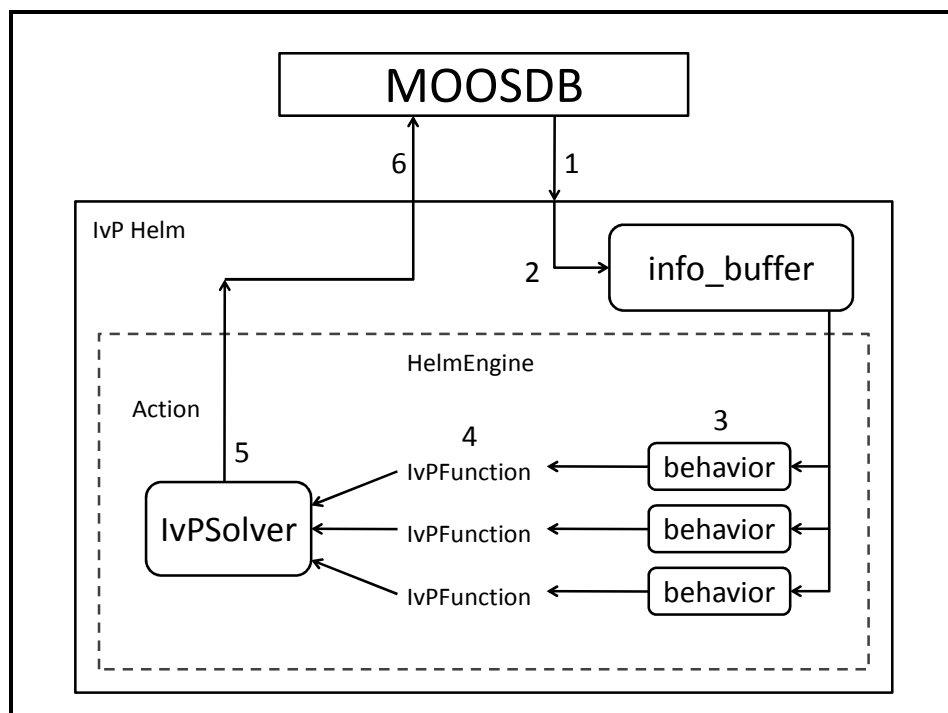 MOOSDB
6
1
IvP Helm
2
info_buffer
HelmEngine
Action
5
4
3
IvPFunction
behavior
IvPSolver
IvPFunction
behavior
IvPFunction
behavior